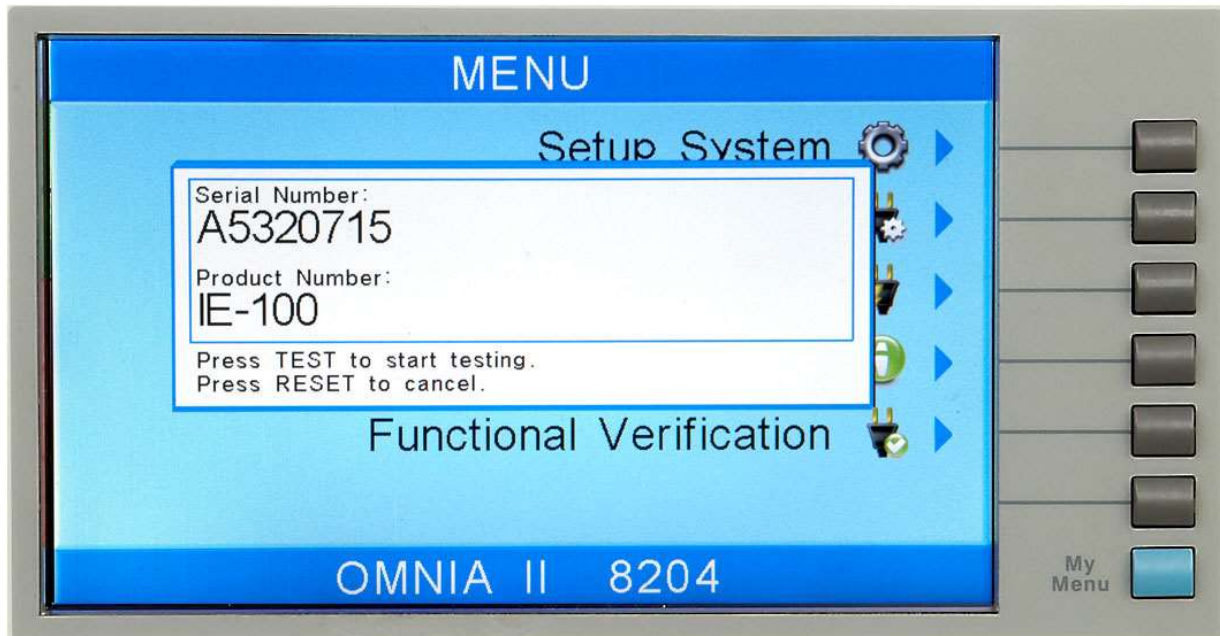 MENU
Setup System
Serial Number:
A5320715
Product Number:
IE-100
Press TEST to start testing.
Press RESET to cancel.
Functional Verification
OMNIA II 8204
My
Menu